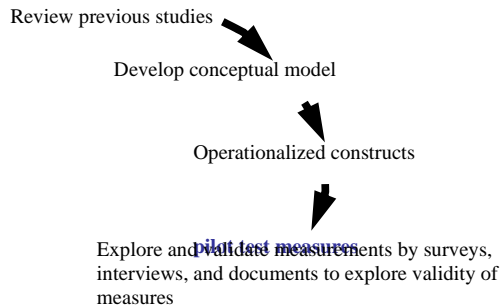 Review previous studies
Develop conceptual model
Operationalized constructs
pilot test measures
Explore and validate measurements by surveys,
interviews, and documents to explore validity of
measures